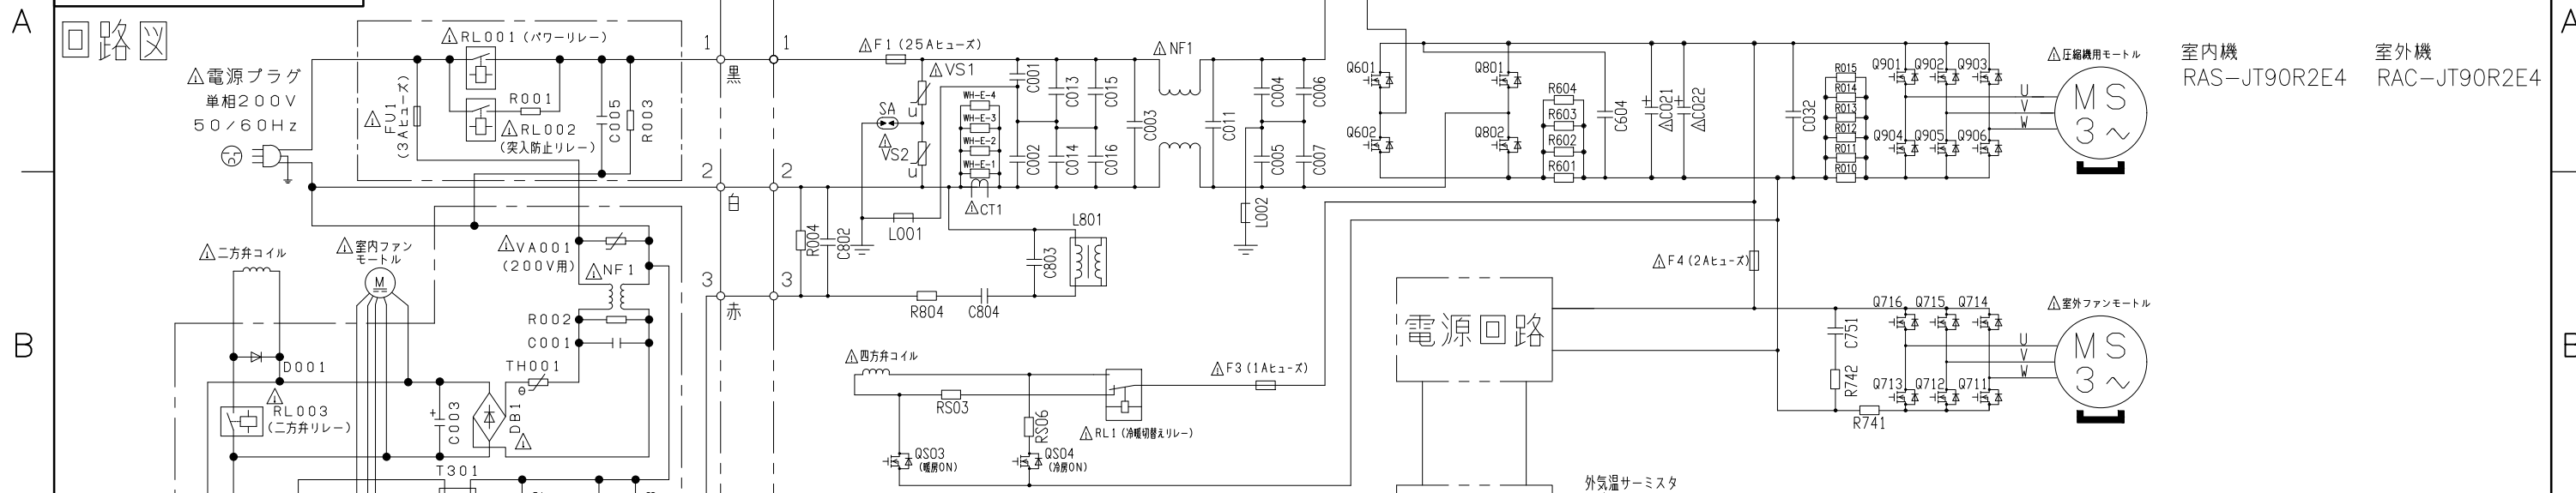 A
A
回路図
⚠RL001 (パワーリレー)
⚠電源プラグ
単相200V
50/60Hz
⚠FU1
(3Aヒューズ)
R001
⚠RL002
(突入防止リレー)
C005
R003
1
1
黒
2
2
白
3
3
赤
⚠F1 (25Aヒューズ)
⚠VS1
SA
⚠VS2
WH-E-4
WH-E-3
WH-E-2
WH-E-1
⚠CT1
C001
C002
C013
C014
C015
C016
C003
⚠NF1
C011
C004
C005
C006
C007
L001
L002
R004
C802
C803
L801
R804
C804
Q601
Q602
Q801
Q802
R604
R603
R602
R601
C604
⚠C021
⚠C022
C032
R015
R014
R013
R012
R011
R010
Q901
Q902
Q903
Q904
Q905
Q906
U
V
W
⚠圧縮機用モートル
MS
3~
室内機
RAS-JT90R2E4
室外機
RAC-JT90R2E4
B
B
⚠二方弁コイル
⚠室内ファン
モートル
M
⚠VA001
(200V用)
⚠NF1
R002
C001
TH001
θ
D001
⚠
RL003
(二方弁リレー)
C003
DB1
⚠
T301
⚠四方弁コイル
RS03
RS06
QS03
(暖房ON)
QS04
(冷房ON)
⚠RL1 (冷暖切替えリレー)
⚠F3 (1Aヒューズ)
⚠F4 (2Aヒューズ)
電源回路
C751
R742
R741
Q716
Q715
Q714
Q713
Q712
Q711
U
V
W
⚠室外ファンモートル
MS
3~
外気温サーミスタ